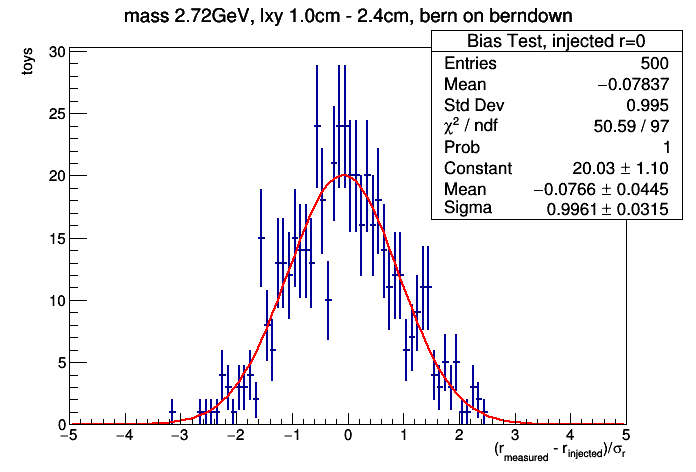 mass 2.72GeV, lxy 1.0cm - 2.4cm, bern on berndown
Bias Test, injected r=0
Entries 500
Mean −0.07837
Std Dev 0.995
χ² / ndf 50.59 / 97
Prob 1
Constant 20.03 ± 1.10
Mean −0.0766 ± 0.0445
Sigma 0.9961 ± 0.0315
toys
30
25
20
15
10
5
0
−5 −4 −3 −2 −1 0 1 2 3 4 5
(r_measured - r_injected)/σ_r